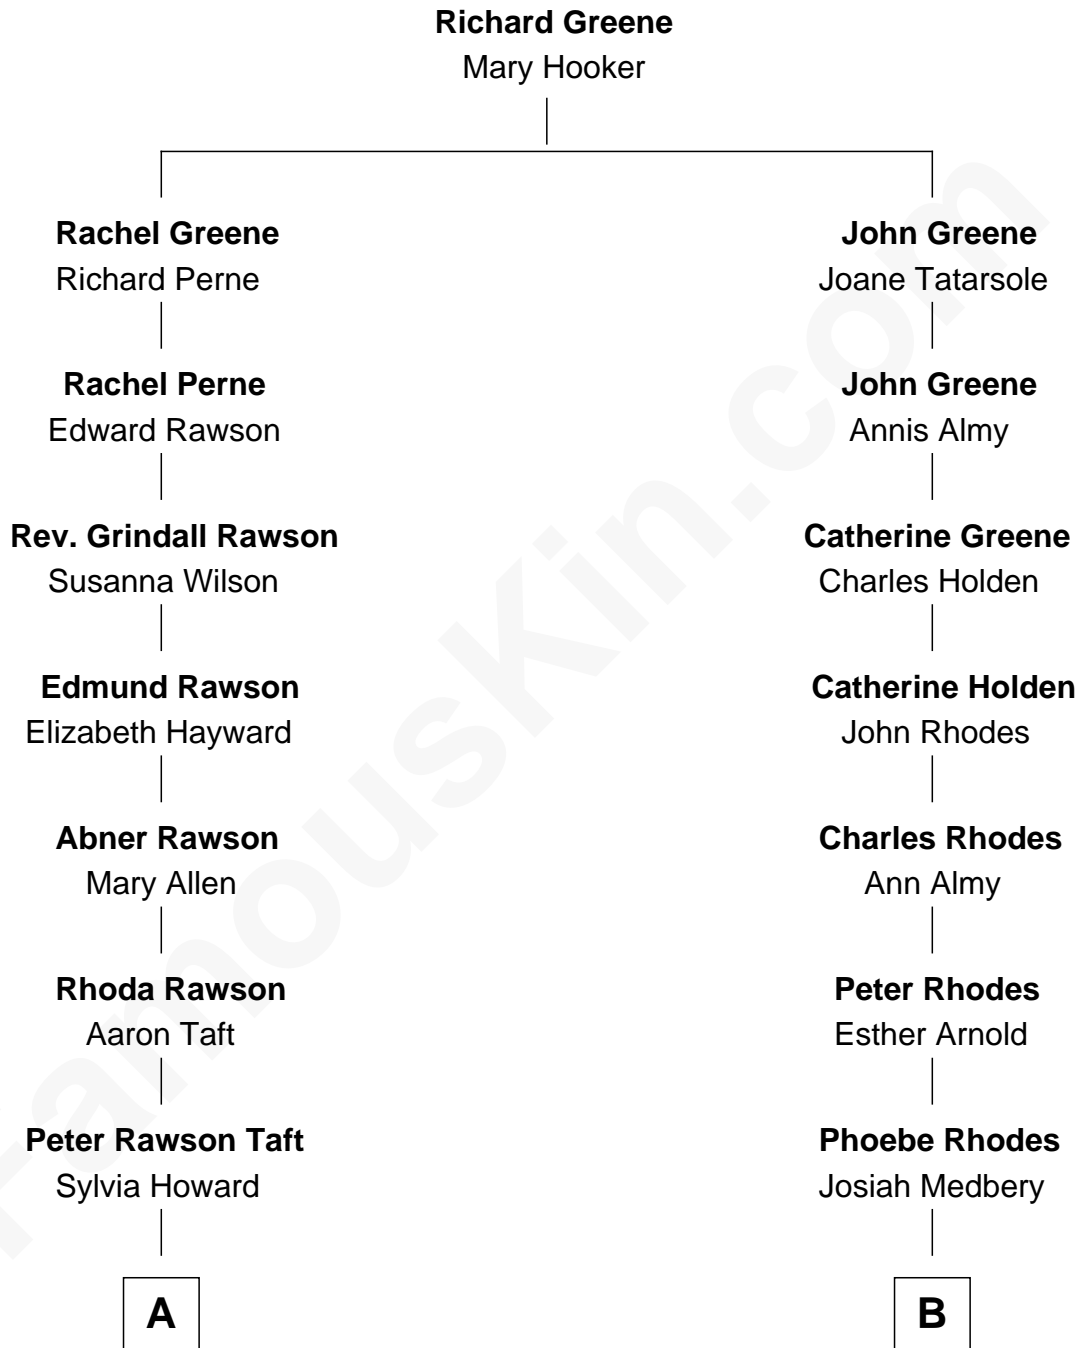 Richard Greene
Mary Hooker
Rachel Greene
Richard Perne
John Greene
Joane Tatarsole
Rachel Perne
Edward Rawson
John Greene
Annis Almy
Rev. Grindall Rawson
Susanna Wilson
Catherine Greene
Charles Holden
Edmund Rawson
Elizabeth Hayward
Catherine Holden
John Rhodes
Abner Rawson
Mary Allen
Charles Rhodes
Ann Almy
Rhoda Rawson
Aaron Taft
Peter Rhodes
Esther Arnold
Peter Rawson Taft
Sylvia Howard
Phoebe Rhodes
Josiah Medbery
A
B
FamousKin.com